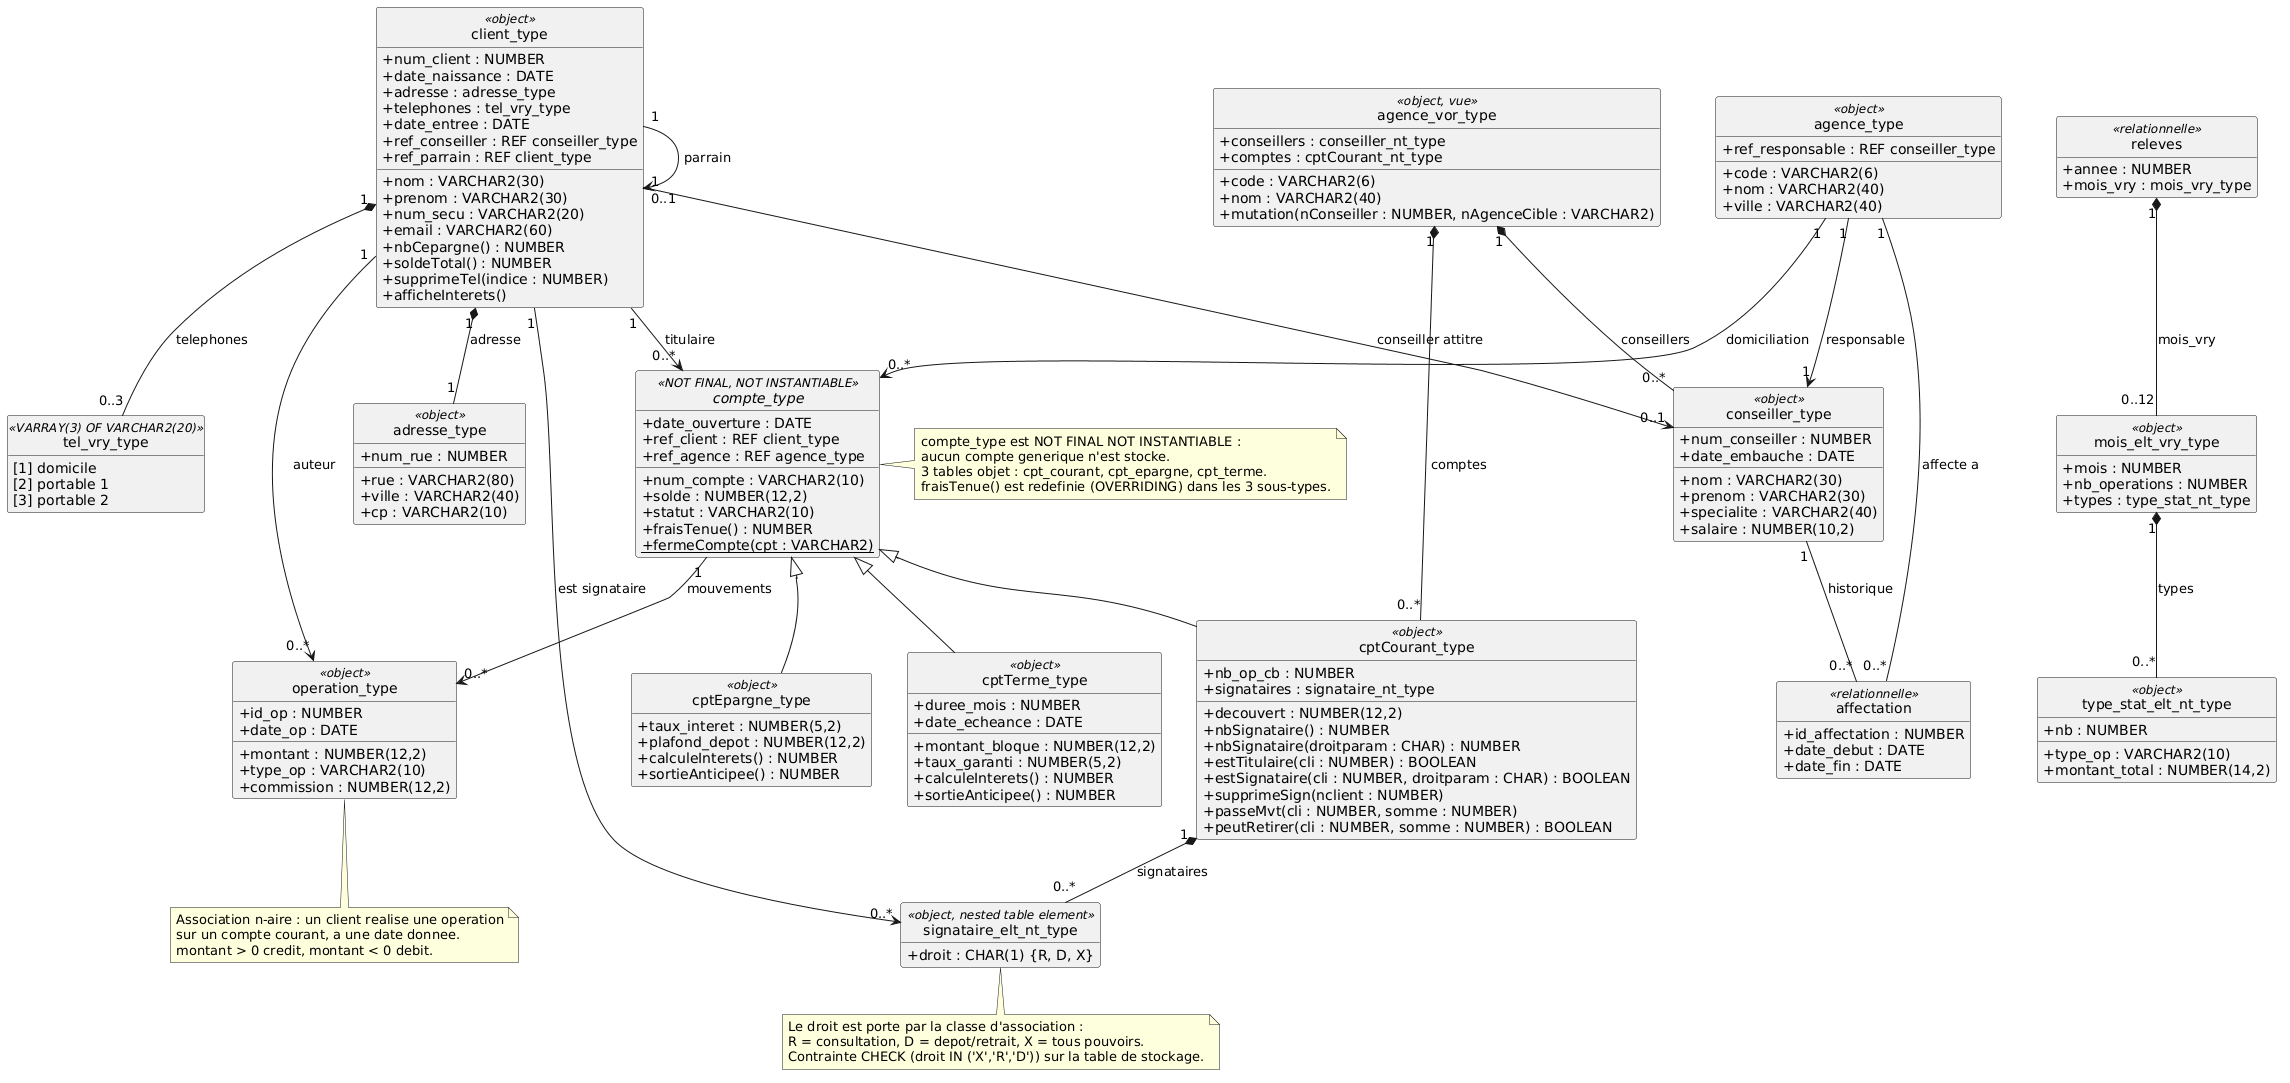 «object»
client_type
+num_client : NUMBER
+date_naissance : DATE
+adresse : adresse_type
+telephones : tel_vry_type
+date_entree : DATE
+ref_conseiller : REF conseiller_type
+ref_parrain : REF client_type
+nom : VARCHAR2(30)
+prenom : VARCHAR2(30)
+num_secu : VARCHAR2(20)
+email : VARCHAR2(60)
+nbCepargne() : NUMBER
+soldeTotal() : NUMBER
+supprimeTel(indice : NUMBER)
+afficheInterets()
1
parrain
1
0..1
«object, vue»
agence_vor_type
+conseillers : conseiller_nt_type
+comptes : cptCourant_nt_type
+code : VARCHAR2(6)
+nom : VARCHAR2(40)
+mutation(nConseiller : NUMBER, nAgenceCible : VARCHAR2)
«object»
agence_type
+ref_responsable : REF conseiller_type
+code : VARCHAR2(6)
+nom : VARCHAR2(40)
+ville : VARCHAR2(40)
«relationnelle»
releves
+annee : NUMBER
+mois_vry : mois_vry_type
1
1
1
1
1
1
1
1
1
1
1
1
telephones
adresse
titulaire
conseiller attitre
conseillers
domiciliation
responsable
mois_vry
0..3
1
0..*
0..*
0..*
1
0..1
0..12
«VARRAY(3) OF VARCHAR2(20)»
tel_vry_type
[1] domicile
[2] portable 1
[3] portable 2
«object»
adresse_type
+num_rue : NUMBER
+rue : VARCHAR2(80)
+ville : VARCHAR2(40)
+cp : VARCHAR2(10)
«NOT FINAL, NOT INSTANTIABLE»
compte_type
+date_ouverture : DATE
+ref_client : REF client_type
+ref_agence : REF agence_type
+num_compte : VARCHAR2(10)
+solde : NUMBER(12,2)
+statut : VARCHAR2(10)
+fraisTenue() : NUMBER
+fermeCompte(cpt : VARCHAR2)
compte_type est NOT FINAL NOT INSTANTIABLE :
aucun compte generique n'est stocke.
3 tables objet : cpt_courant, cpt_epargne, cpt_terme.
fraisTenue() est redefinie (OVERRIDING) dans les 3 sous-types.
«object»
conseiller_type
+num_conseiller : NUMBER
+date_embauche : DATE
+nom : VARCHAR2(30)
+prenom : VARCHAR2(30)
+specialite : VARCHAR2(40)
+salaire : NUMBER(10,2)
«object»
mois_elt_vry_type
+mois : NUMBER
+nb_operations : NUMBER
+types : type_stat_nt_type
auteur
comptes
affecte a
1
1
1
est signataire
mouvements
historique
types
0..*
0..*
0..*
0..*
0..*
0..*
«object»
operation_type
+id_op : NUMBER
+date_op : DATE
+montant : NUMBER(12,2)
+type_op : VARCHAR2(10)
+commission : NUMBER(12,2)
«object»
cptEpargne_type
+taux_interet : NUMBER(5,2)
+plafond_depot : NUMBER(12,2)
+calculeInterets() : NUMBER
+sortieAnticipee() : NUMBER
«object»
cptTerme_type
+duree_mois : NUMBER
+date_echeance : DATE
+montant_bloque : NUMBER(12,2)
+taux_garanti : NUMBER(5,2)
+calculeInterets() : NUMBER
+sortieAnticipee() : NUMBER
«object»
cptCourant_type
+nb_op_cb : NUMBER
+signataires : signataire_nt_type
+decouvert : NUMBER(12,2)
+nbSignataire() : NUMBER
+nbSignataire(droitparam : CHAR) : NUMBER
+estTitulaire(cli : NUMBER) : BOOLEAN
+estSignataire(cli : NUMBER, droitparam : CHAR) : BOOLEAN
+supprimeSign(nclient : NUMBER)
+passeMvt(cli : NUMBER, somme : NUMBER)
+peutRetirer(cli : NUMBER, somme : NUMBER) : BOOLEAN
«relationnelle»
affectation
+id_affectation : NUMBER
+date_debut : DATE
+date_fin : DATE
«object»
type_stat_elt_nt_type
+nb : NUMBER
+type_op : VARCHAR2(10)
+montant_total : NUMBER(14,2)
1
signataires
0..*
0..*
Association n-aire : un client realise une operation
sur un compte courant, a une date donnee.
montant > 0 credit, montant < 0 debit.
«object, nested table element»
signataire_elt_nt_type
+droit : CHAR(1) {R, D, X}
Le droit est porte par la classe d'association :
R = consultation, D = depot/retrait, X = tous pouvoirs.
Contrainte CHECK (droit IN ('X','R','D')) sur la table de stockage.